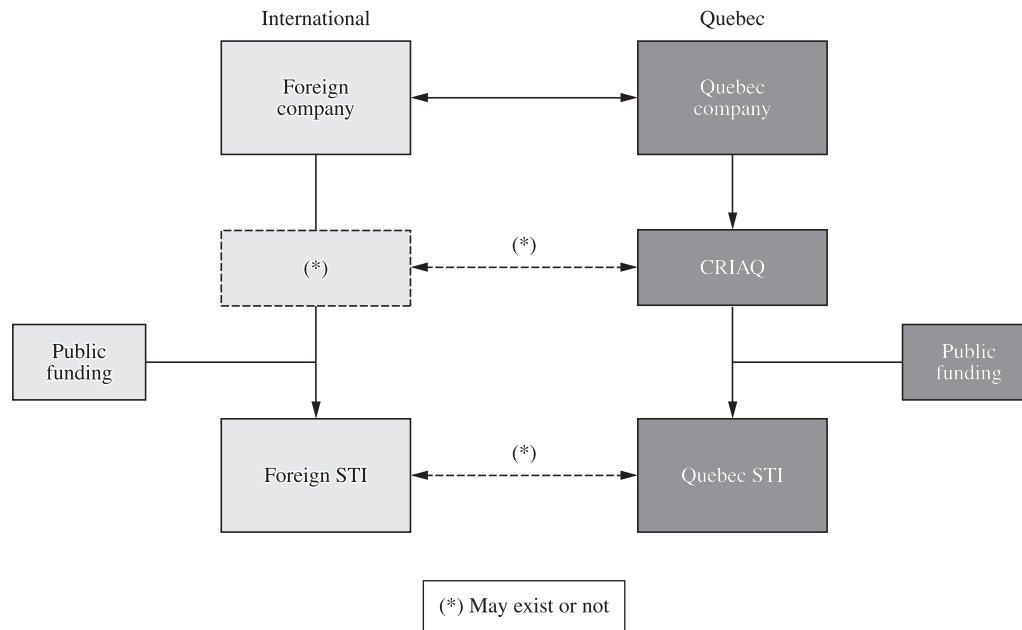 International
Quebec
Foreign
company
Quebec
company
(*)
(*)
CRIAQ
Public
funding
Public
funding
Foreign STI
(*)
Quebec STI
(*) May exist or not